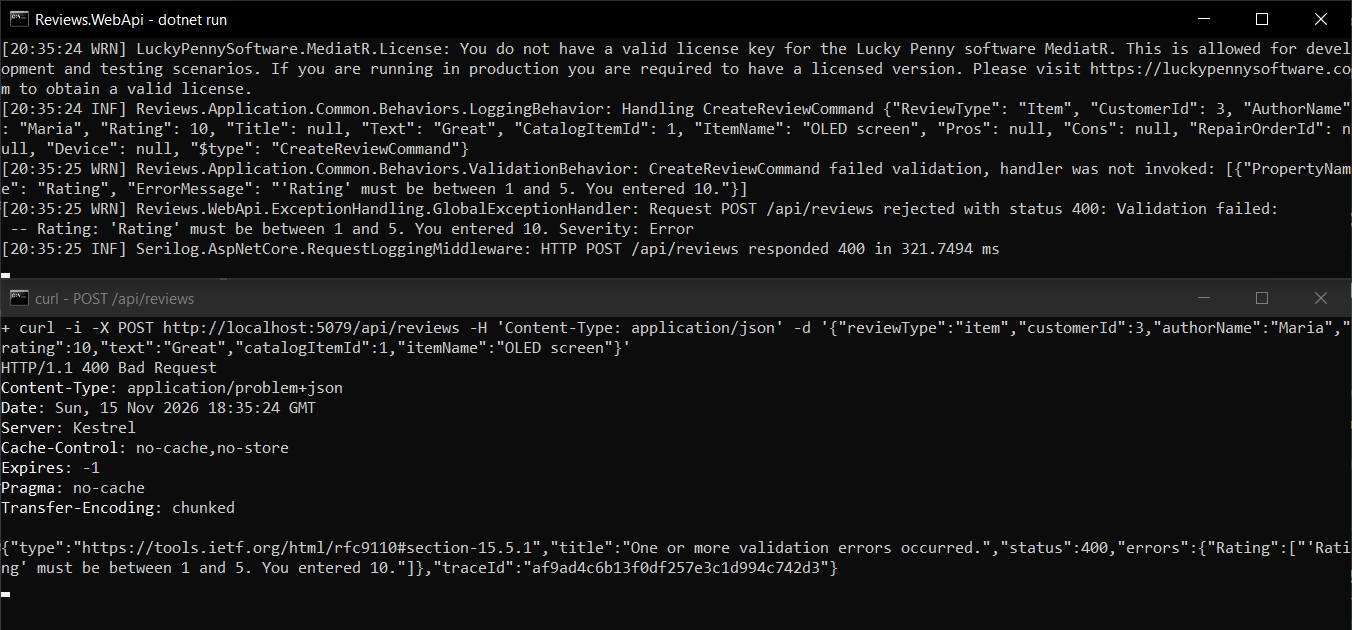 Reviews.WebApi - dotnet run
[20:35:24 WRN] LuckyPennySoftware.MediatR.License: You do not have a valid license key for the Lucky Penny software MediatR. This is allowed for devel
opment and testing scenarios. If you are running in production you are required to have a licensed version. Please visit https://luckypennysoftware.co
m to obtain a valid license.
[20:35:24 INF] Reviews.Application.Common.Behaviors.LoggingBehavior: Handling CreateReviewCommand {"ReviewType": "Item", "CustomerId": 3, "AuthorName"
: "Maria", "Rating": 10, "Title": null, "Text": "Great", "CatalogItemId": 1, "ItemName": "OLED screen", "Pros": null, "Cons": null, "RepairOrderId": n
ull, "Device": null, "$type": "CreateReviewCommand"}
[20:35:25 WRN] Reviews.Application.Common.Behaviors.ValidationBehavior: CreateReviewCommand failed validation, handler was not invoked: [{"PropertyNam
e": "Rating", "ErrorMessage": "'Rating' must be between 1 and 5. You entered 10."}]
[20:35:25 WRN] Reviews.WebApi.ExceptionHandling.GlobalExceptionHandler: Request POST /api/reviews rejected with status 400: Validation failed:
 -- Rating: 'Rating' must be between 1 and 5. You entered 10. Severity: Error
[20:35:25 INF] Serilog.AspNetCore.RequestLoggingMiddleware: HTTP POST /api/reviews responded 400 in 321.7494 ms
curl - POST /api/reviews
+ curl -i -X POST http://localhost:5079/api/reviews -H 'Content-Type: application/json' -d '{"reviewType":"item","customerId":3,"authorName":"Maria","
rating":10,"text":"Great","catalogItemId":1,"itemName":"OLED screen"}'
HTTP/1.1 400 Bad Request
Content-Type: application/problem+json
Date: Sun, 15 Nov 2026 18:35:24 GMT
Server: Kestrel
Cache-Control: no-cache,no-store
Expires: -1
Pragma: no-cache
Transfer-Encoding: chunked
{"type":"https://tools.ietf.org/html/rfc9110#section-15.5.1","title":"One or more validation errors occurred.","status":400,"errors":{"Rating":["'Rati
ng' must be between 1 and 5. You entered 10."]},"traceId":"af9ad4c6b13f0df257e3c1d994c742d3"}